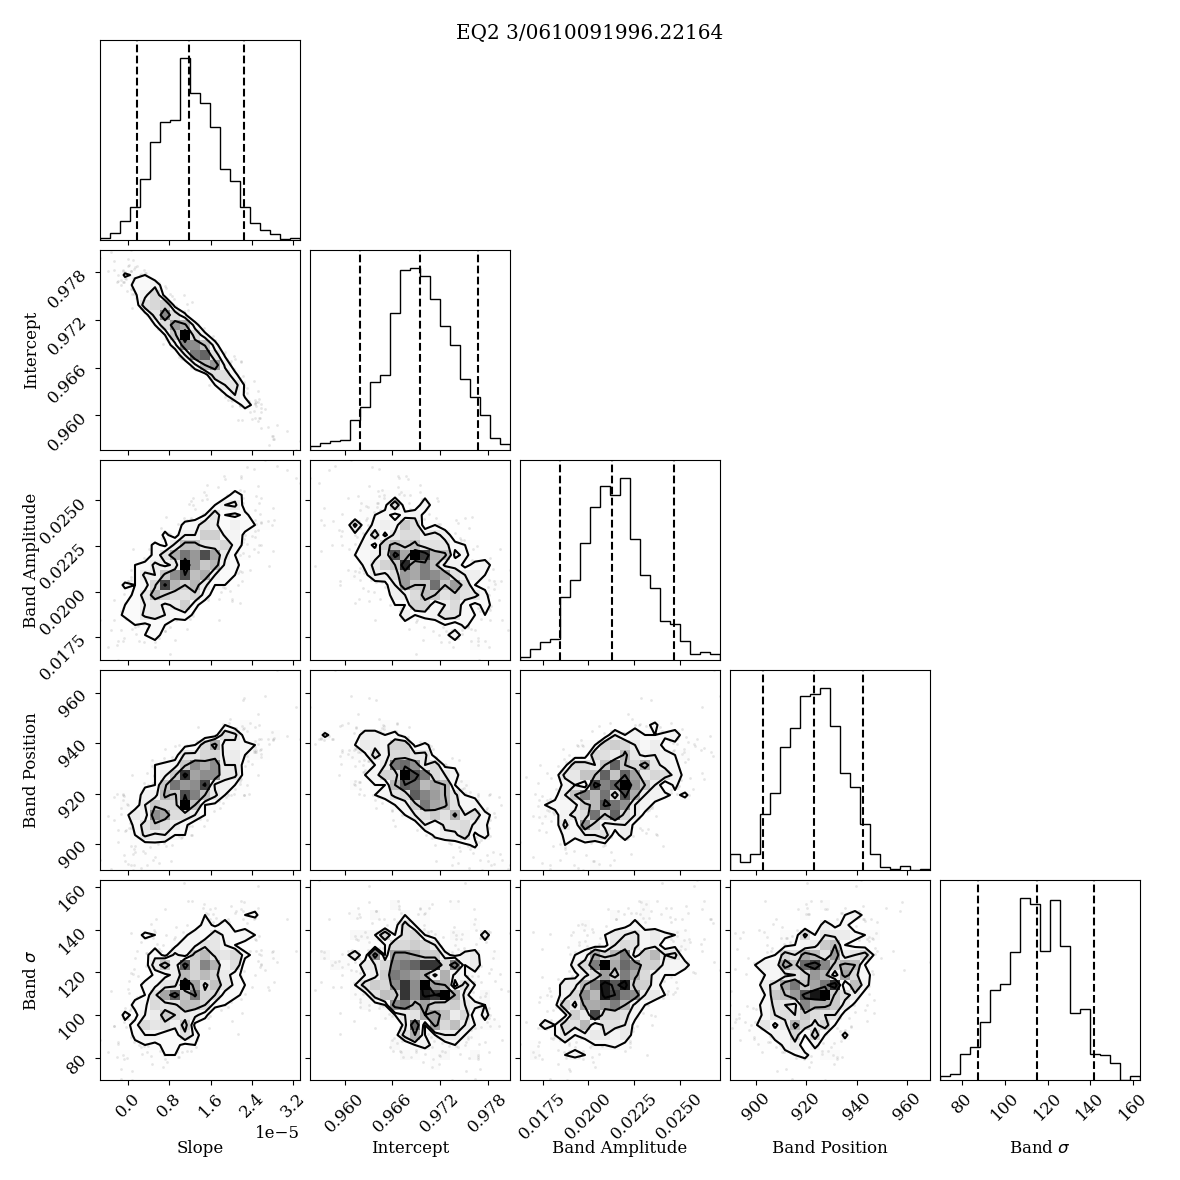 EQ2 3/0610091996.22164
Intercept
0.978
0.972
0.966
0.960
Band Amplitude
0.0250
0.0225
0.0200
0.0175
Band Position
960
940
920
900
Band σ
160
140
120
100
80
0.0 0.8 1.6 2.4 3.2
1e−5
Slope
0.960 0.966 0.972 0.978
Intercept
0.0175 0.0200 0.0225 0.0250
Band Amplitude
900 920 940 960
Band Position
80 100 120 140 160
Band σ